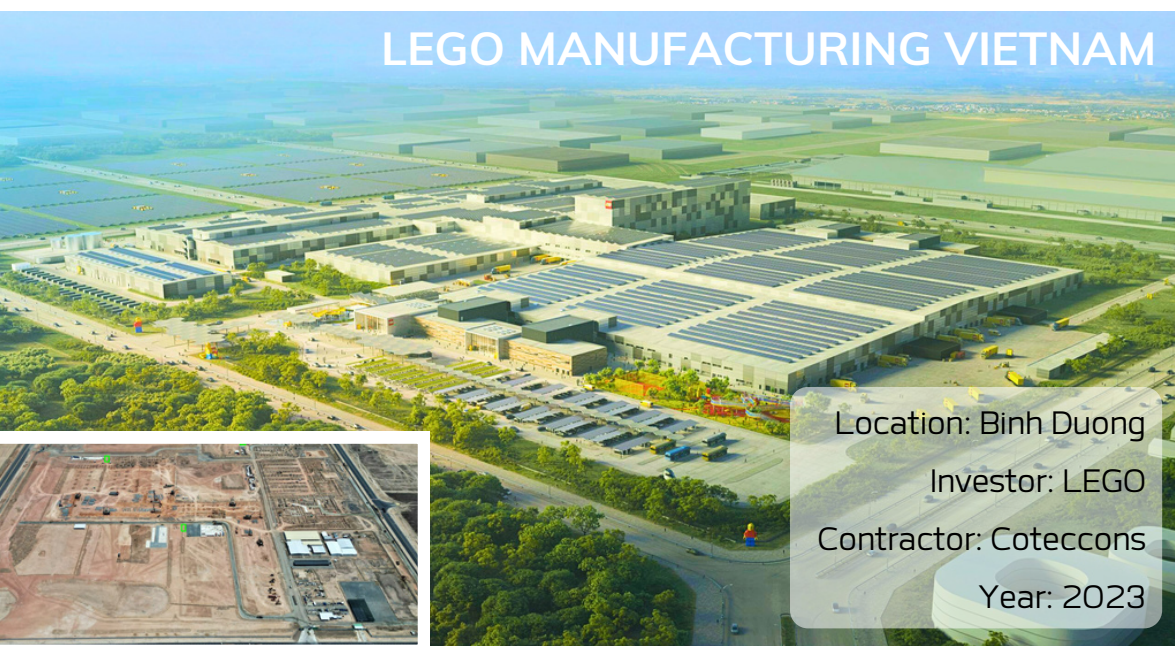 LEGO MANUFACTURING VIETNAM
Location: Binh Duong
Investor: LEGO
Contractor: Coteccons
Year: 2023